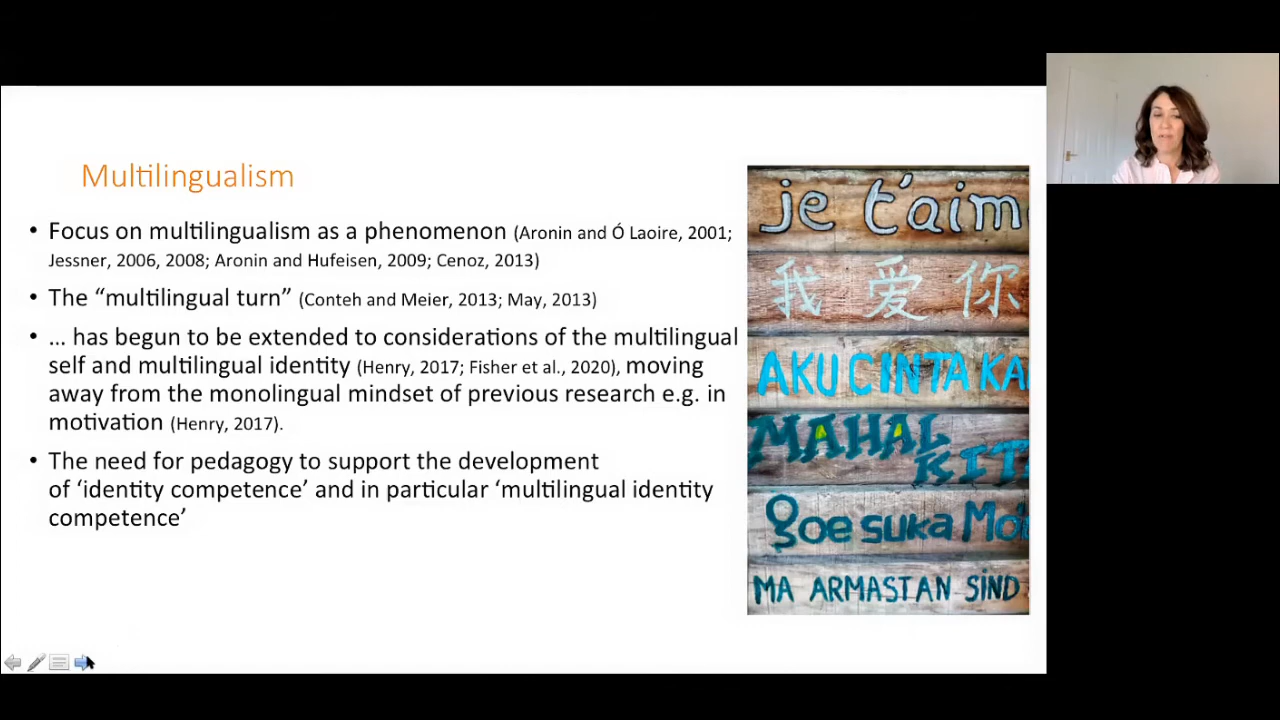 Multilingualism
• Focus on multilingualism as a phenomenon (Aronin and Ó Laoire, 2001;
Jessner, 2006, 2008; Aronin and Hufeisen, 2009; Cenoz, 2013)
• The “multilingual turn” (Conteh and Meier, 2013; May, 2013)
• ... has begun to be extended to considerations of the multilingual
self and multilingual identity (Henry, 2017; Fisher et al., 2020), moving
away from the monolingual mindset of previous research e.g. in
motivation (Henry, 2017).
• The need for pedagogy to support the development
of ‘identity competence’ and in particular ‘multilingual identity
competence’
je t'aim
我爱你
AKU CINTA KA
MAHAL
KIT
goe suka Mo
MA ARMASTAN SIND